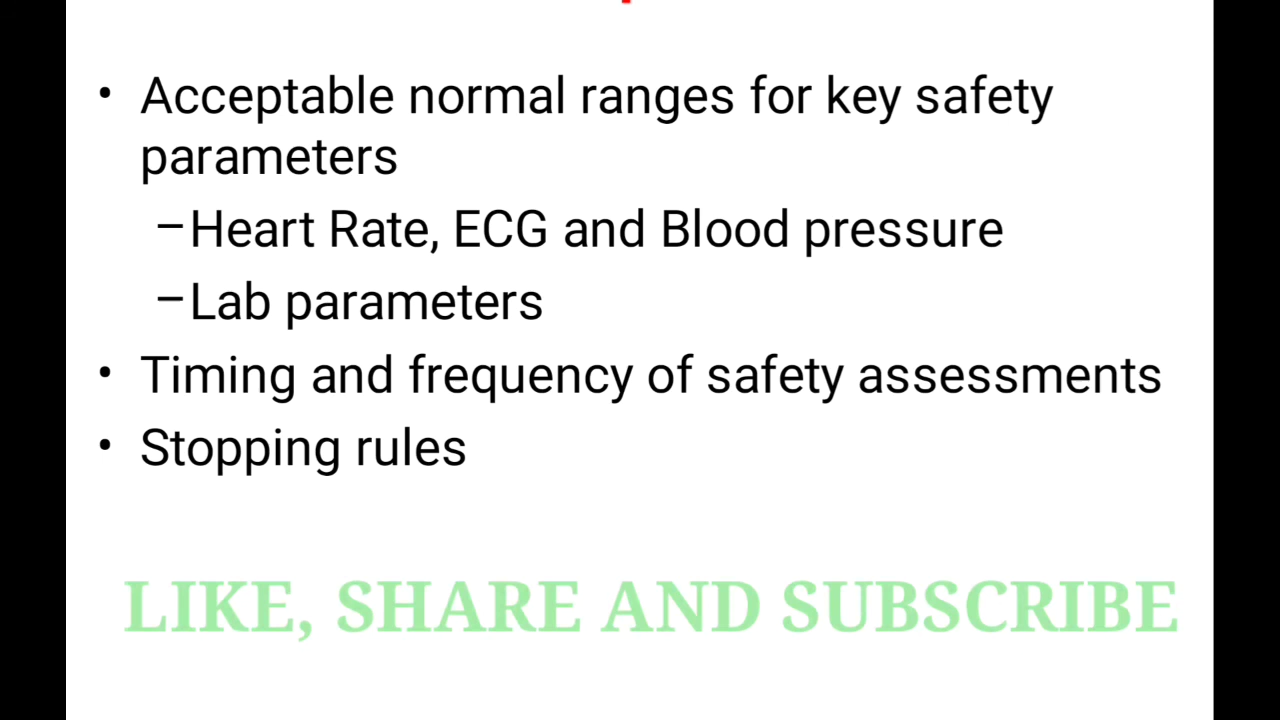 • Acceptable normal ranges for key safety
parameters
–Heart Rate, ECG and Blood pressure
–Lab parameters
• Timing and frequency of safety assessments
• Stopping rules
LIKE, SHARE AND SUBSCRIBE